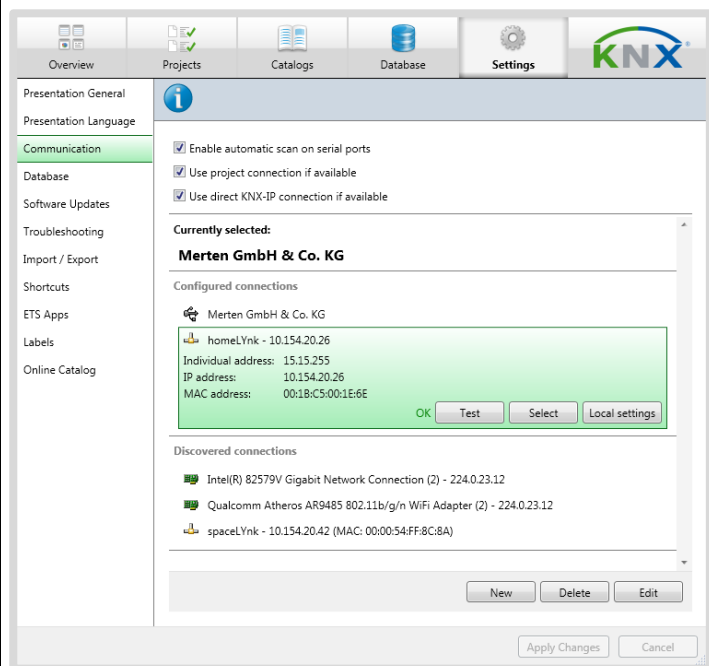 Overview
Projects
Catalogs
Database
Settings
KNX
Presentation General
Presentation Language
Communication
Database
Software Updates
Troubleshooting
Import / Export
Shortcuts
ETS Apps
Labels
Online Catalog
Enable automatic scan on serial ports
Use project connection if available
Use direct KNX-IP connection if available
Currently selected:
Merten GmbH & Co. KG
Configured connections
Merten GmbH & Co. KG
homeLYnk - 10.154.20.26
Individual address: 15.15.255
IP address: 10.154.20.26
MAC address: 00:1B:C5:00:1E:6E
OK Test Select Local settings
Discovered connections
Intel(R) 82579V Gigabit Network Connection (2) - 224.0.23.12
Qualcomm Atheros AR9485 802.11b/g/n WiFi Adapter (2) - 224.0.23.12
spaceLYnk - 10.154.20.42 (MAC: 00:00:54:FF:8C:8A)
New Delete Edit
Apply Changes Cancel